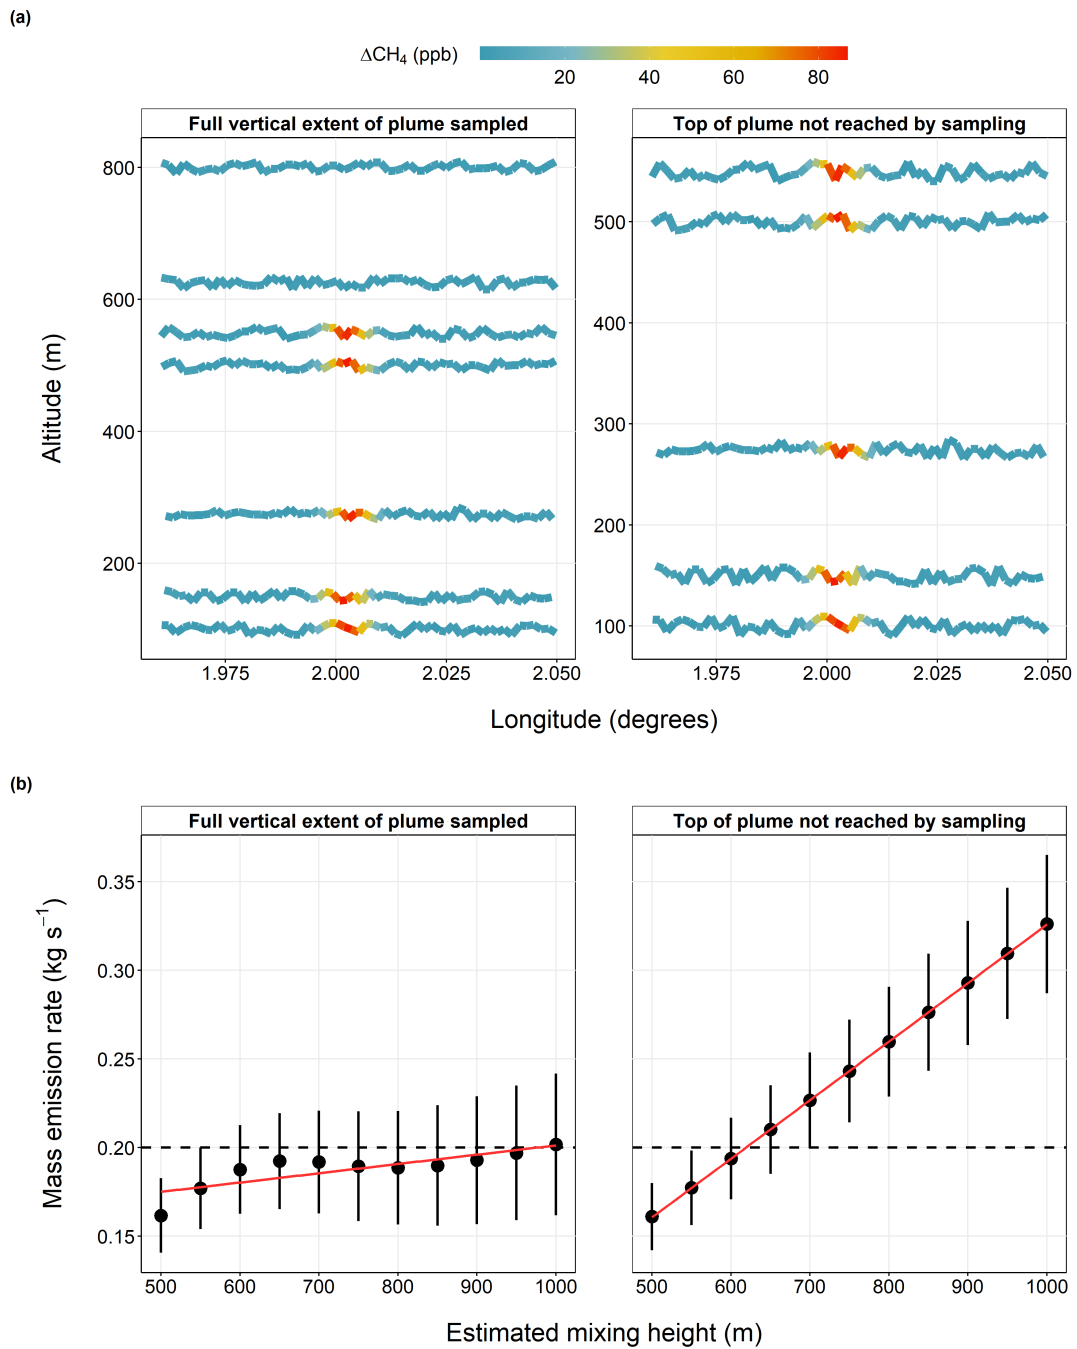 (a)
ΔCH₄ (ppb)
20 40 60 80
Full vertical extent of plume sampled
Top of plume not reached by sampling
Altitude (m)
800
600
400
200
500
400
300
200
100
1.975 2.000 2.025 2.050
1.975 2.000 2.025 2.050
Longitude (degrees)
(b)
Full vertical extent of plume sampled
Top of plume not reached by sampling
Mass emission rate (kg s⁻¹)
0.35
0.30
0.25
0.20
0.15
500 600 700 800 900 1000
500 600 700 800 900 1000
Estimated mixing height (m)